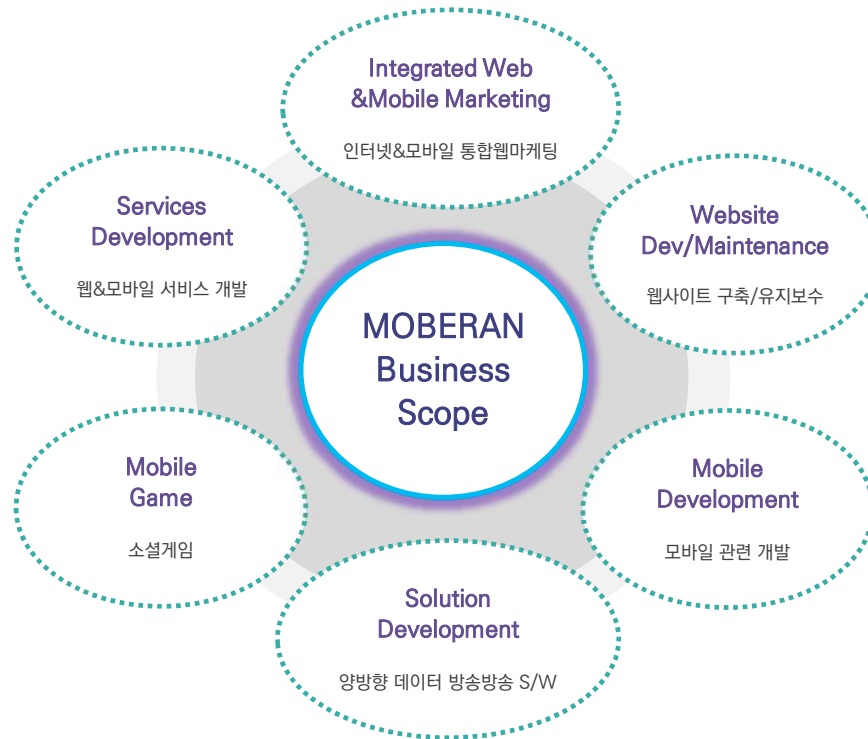 Integrated Web
&Mobile Marketing
인터넷&모바일 통합웹마케팅
Services
Development
웹&모바일 서비스 개발
Website
Dev/Maintenance
웹사이트 구축/유지보수
MOBERAN
Business
Scope
Mobile
Game
소셜게임
Mobile
Development
모바일 관련 개발
Solution
Development
양방향 데이터 방송방송 S/W